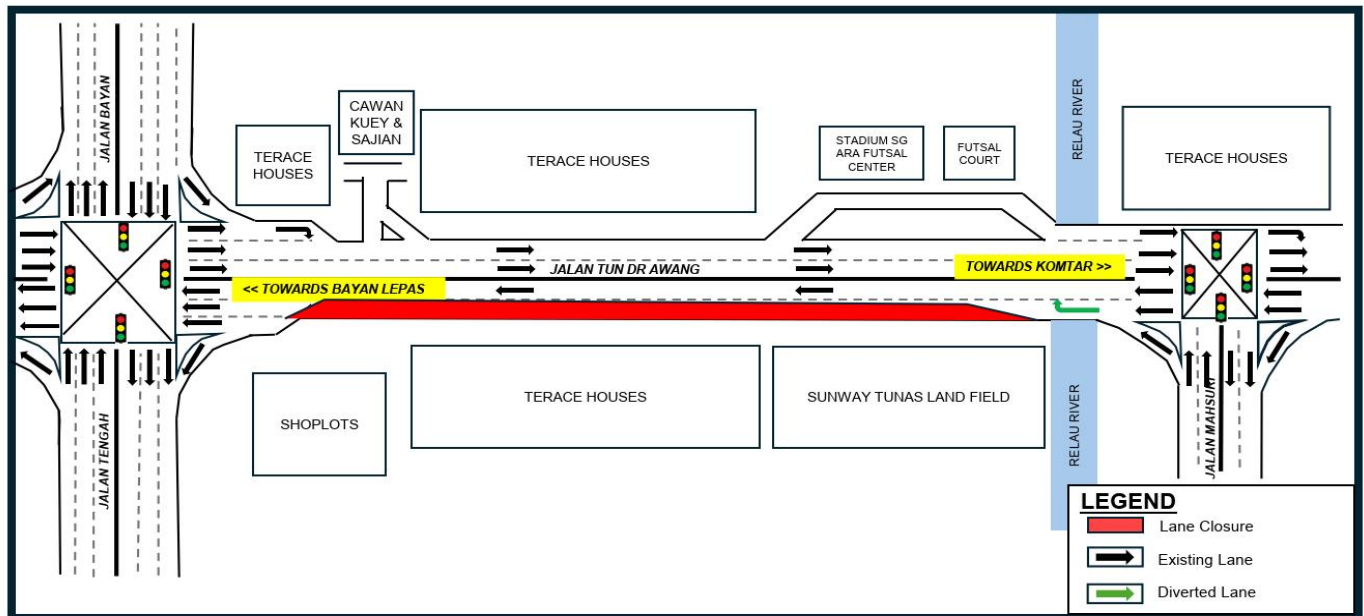 JALAN BAYAN
TERACE
HOUSES
CAWAN
KUEY &
SAJIAN
TERACE HOUSES
STADIUM SG
ARA FUTSAL
CENTER
FUTSAL
COURT
RELAU RIVER
TERACE HOUSES
JALAN TUN DR AWANG
TOWARDS KOMTAR >>
<< TOWARDS BAYAN LEPAS
JALAN TENGAH
SHOPLOTS
TERACE HOUSES
SUNWAY TUNAS LAND FIELD
RELAU RIVER
JALAN MAHSURI
LEGEND
Lane Closure
Existing Lane
Diverted Lane